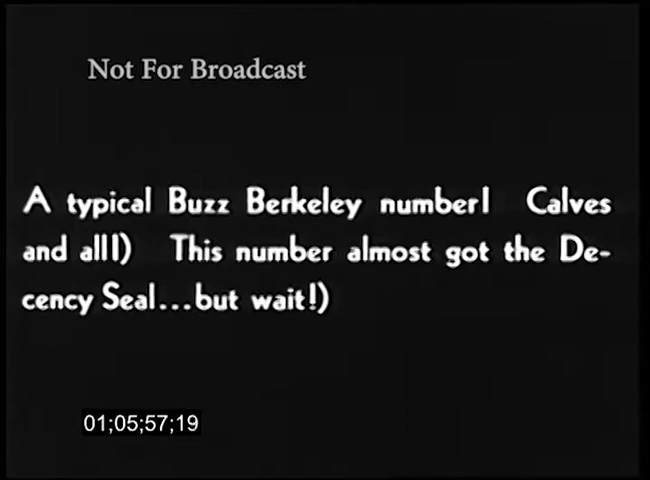 Not For Broadcast
A typical Buzz Berkeley number! Calves
and all!) This number almost got the De-
cency Seal...but wait!)
01;05;57;19